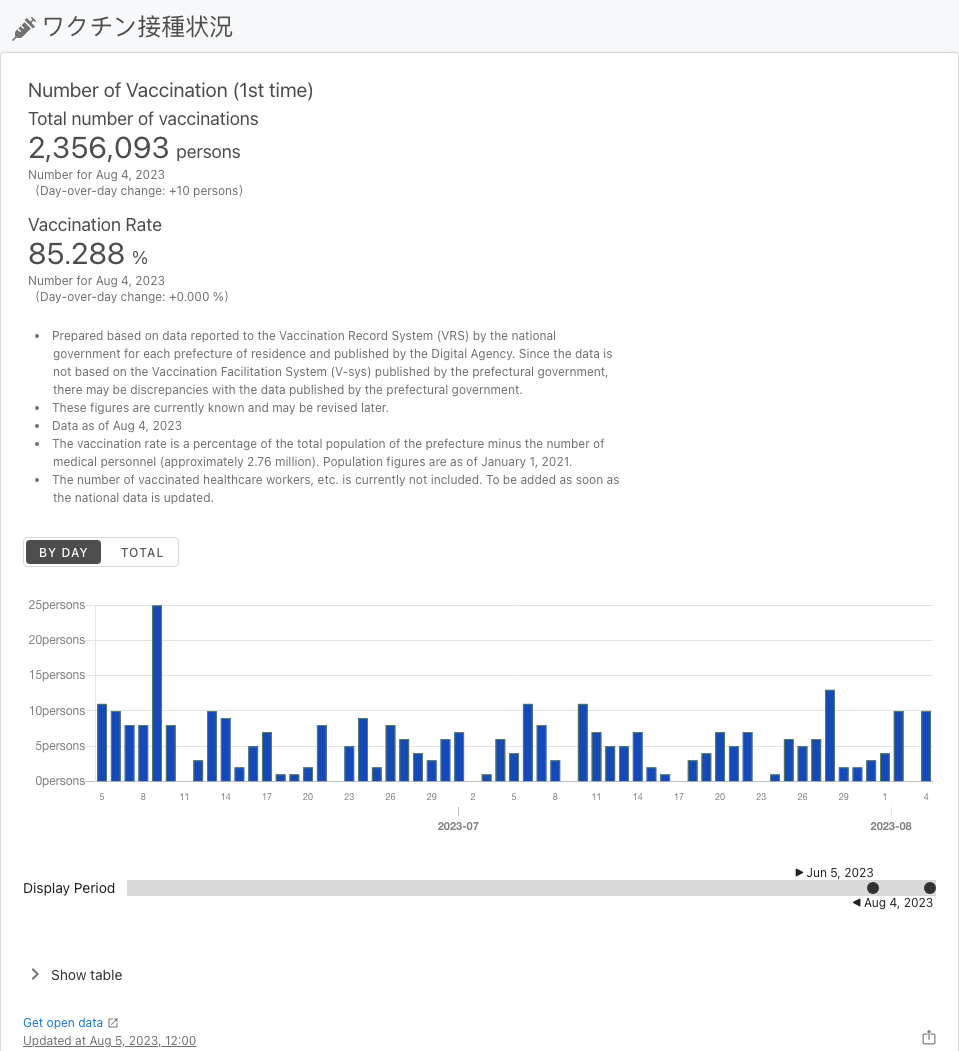 ワクチン接種状況
Number of Vaccination (1st time)
Total number of vaccinations
2,356,093 persons
Number for Aug 4, 2023
(Day-over-day change: +10 persons)
Vaccination Rate
85.288 %
Number for Aug 4, 2023
(Day-over-day change: +0.000 %)
• Prepared based on data reported to the Vaccination Record System (VRS) by the national
government for each prefecture of residence and published by the Digital Agency. Since the data is
not based on the Vaccination Facilitation System (V-sys) published by the prefectural government,
there may be discrepancies with the data published by the prefectural government.
• These figures are currently known and may be revised later.
• Data as of Aug 4, 2023
• The vaccination rate is a percentage of the total population of the prefecture minus the number of
medical personnel (approximately 2.76 million). Population figures are as of January 1, 2021.
• The number of vaccinated healthcare workers, etc. is currently not included. To be added as soon as
the national data is updated.
BY DAY TOTAL
25persons
20persons
15persons
10persons
5persons
0persons
5 8 11 14 17 20 23 26 29 2 5 8 11 14 17 20 23 26 29 1 4
2023-07 2023-08
▶ Jun 5, 2023
Display Period
◀ Aug 4, 2023
Show table
Get open data
Updated at Aug 5, 2023, 12:00